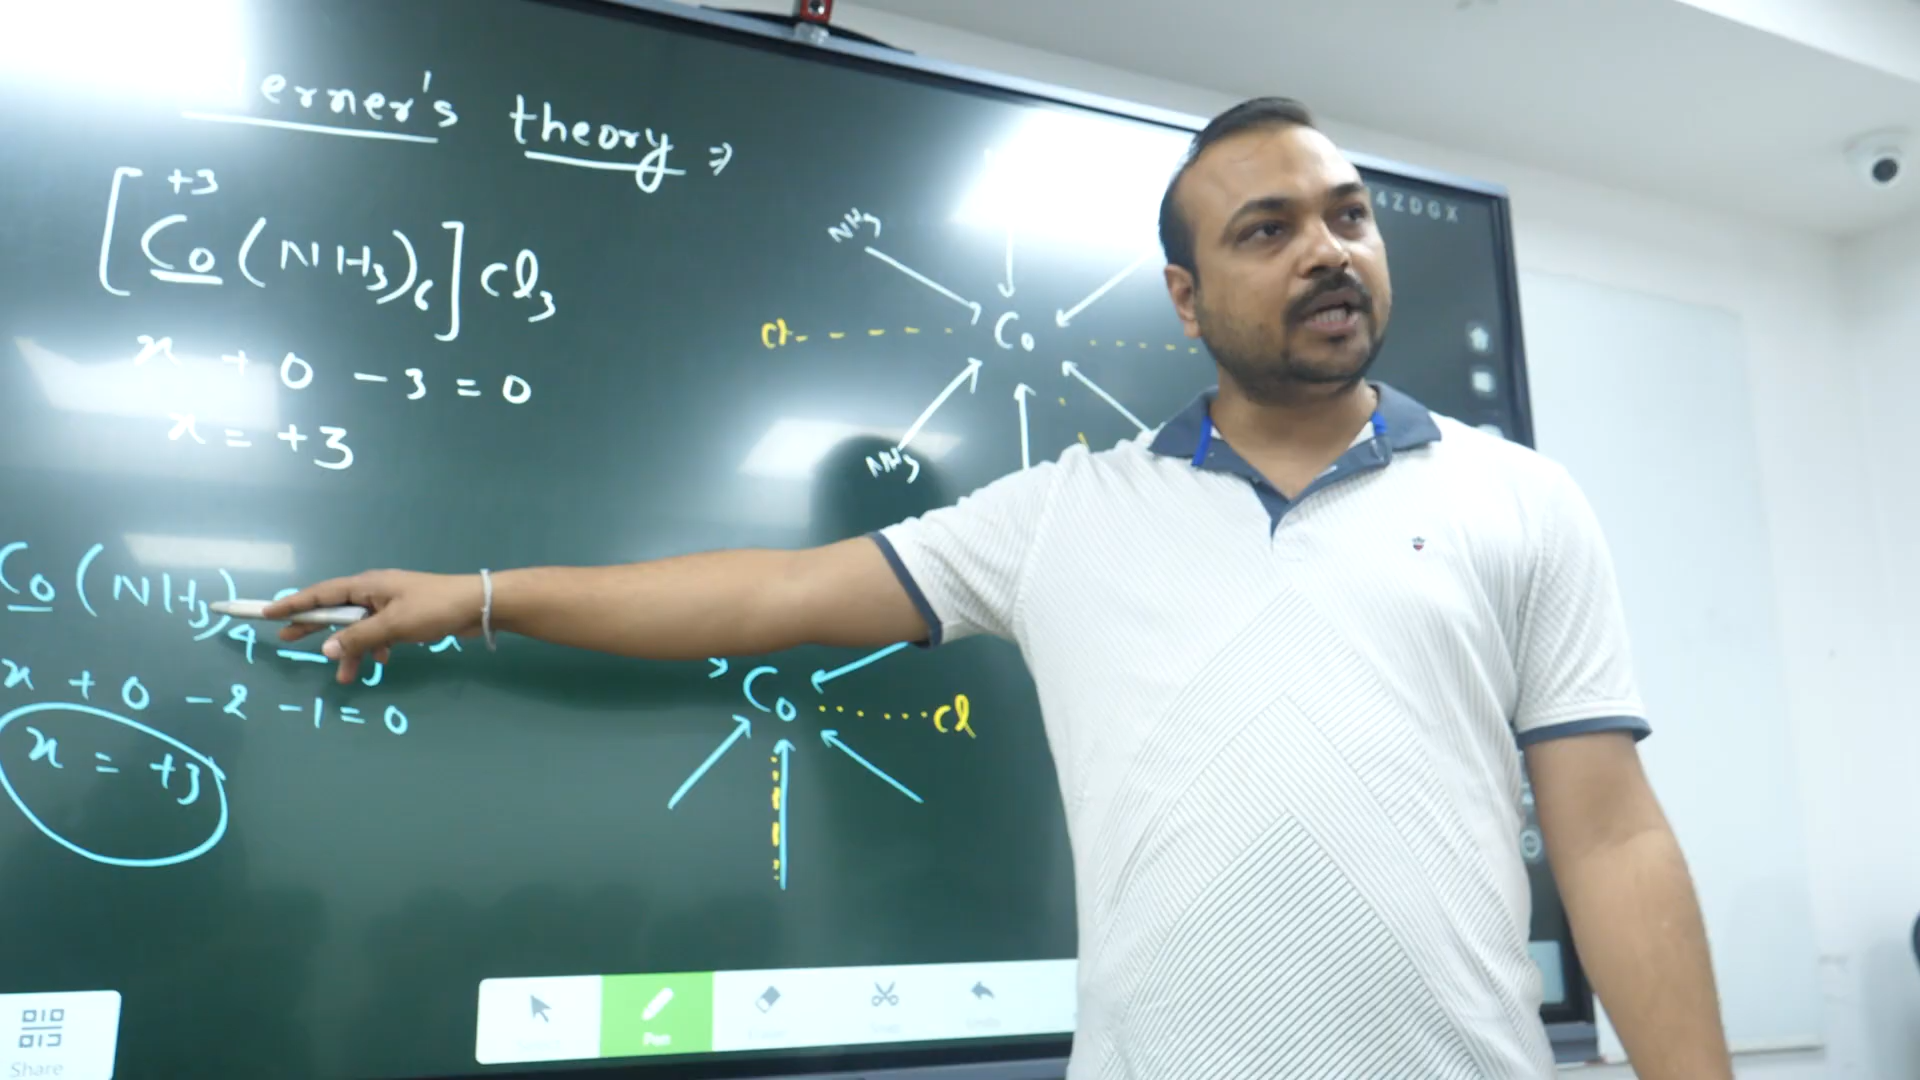 erner's theory ⇒
+3
[Co(NH3)6]Cl3
x + 0 - 3 = 0
x = +3
Co(NH3)4
x + 0 - 2 - 1 = 0
x = +3
NH3
Cl
Co
NH3
Co
Cl
4ZDGX
Share
Pen